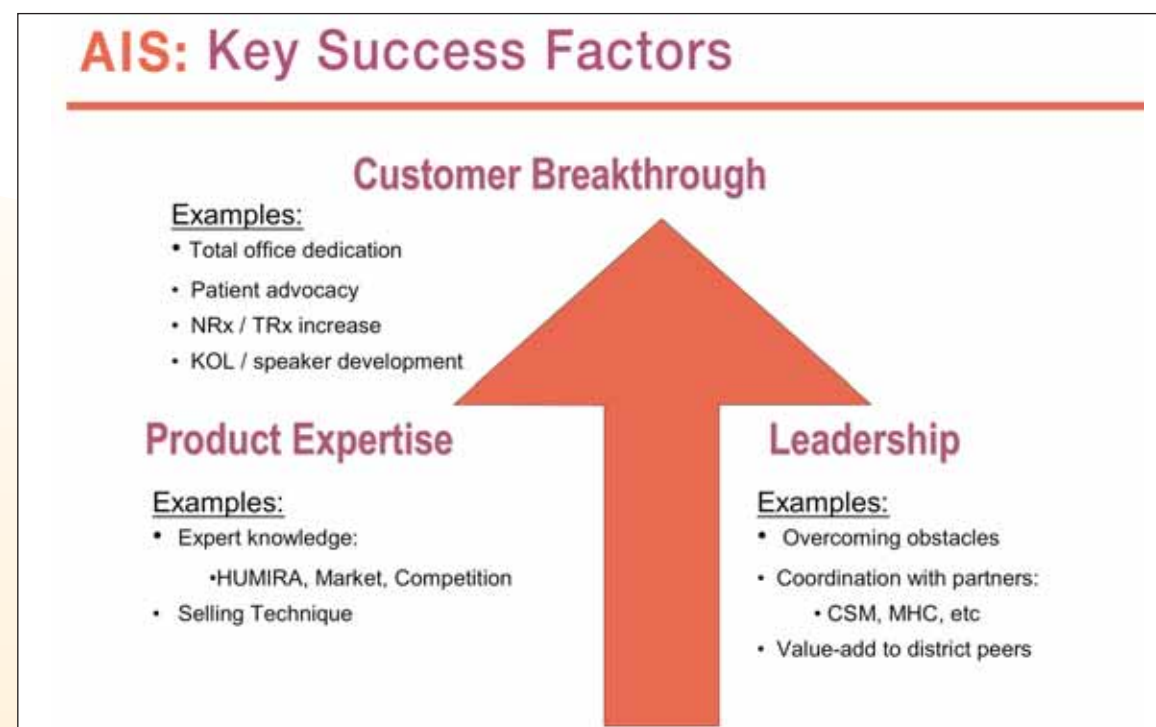 AIS: Key Success Factors
Customer Breakthrough
Examples:
• Total office dedication
• Patient advocacy
• NRx / TRx increase
• KOL / speaker development
Product Expertise
Examples:
• Expert knowledge:
•HUMIRA, Market, Competition
• Selling Technique
Leadership
Examples:
• Overcoming obstacles
• Coordination with partners:
• CSM, MHC, etc
• Value-add to district peers